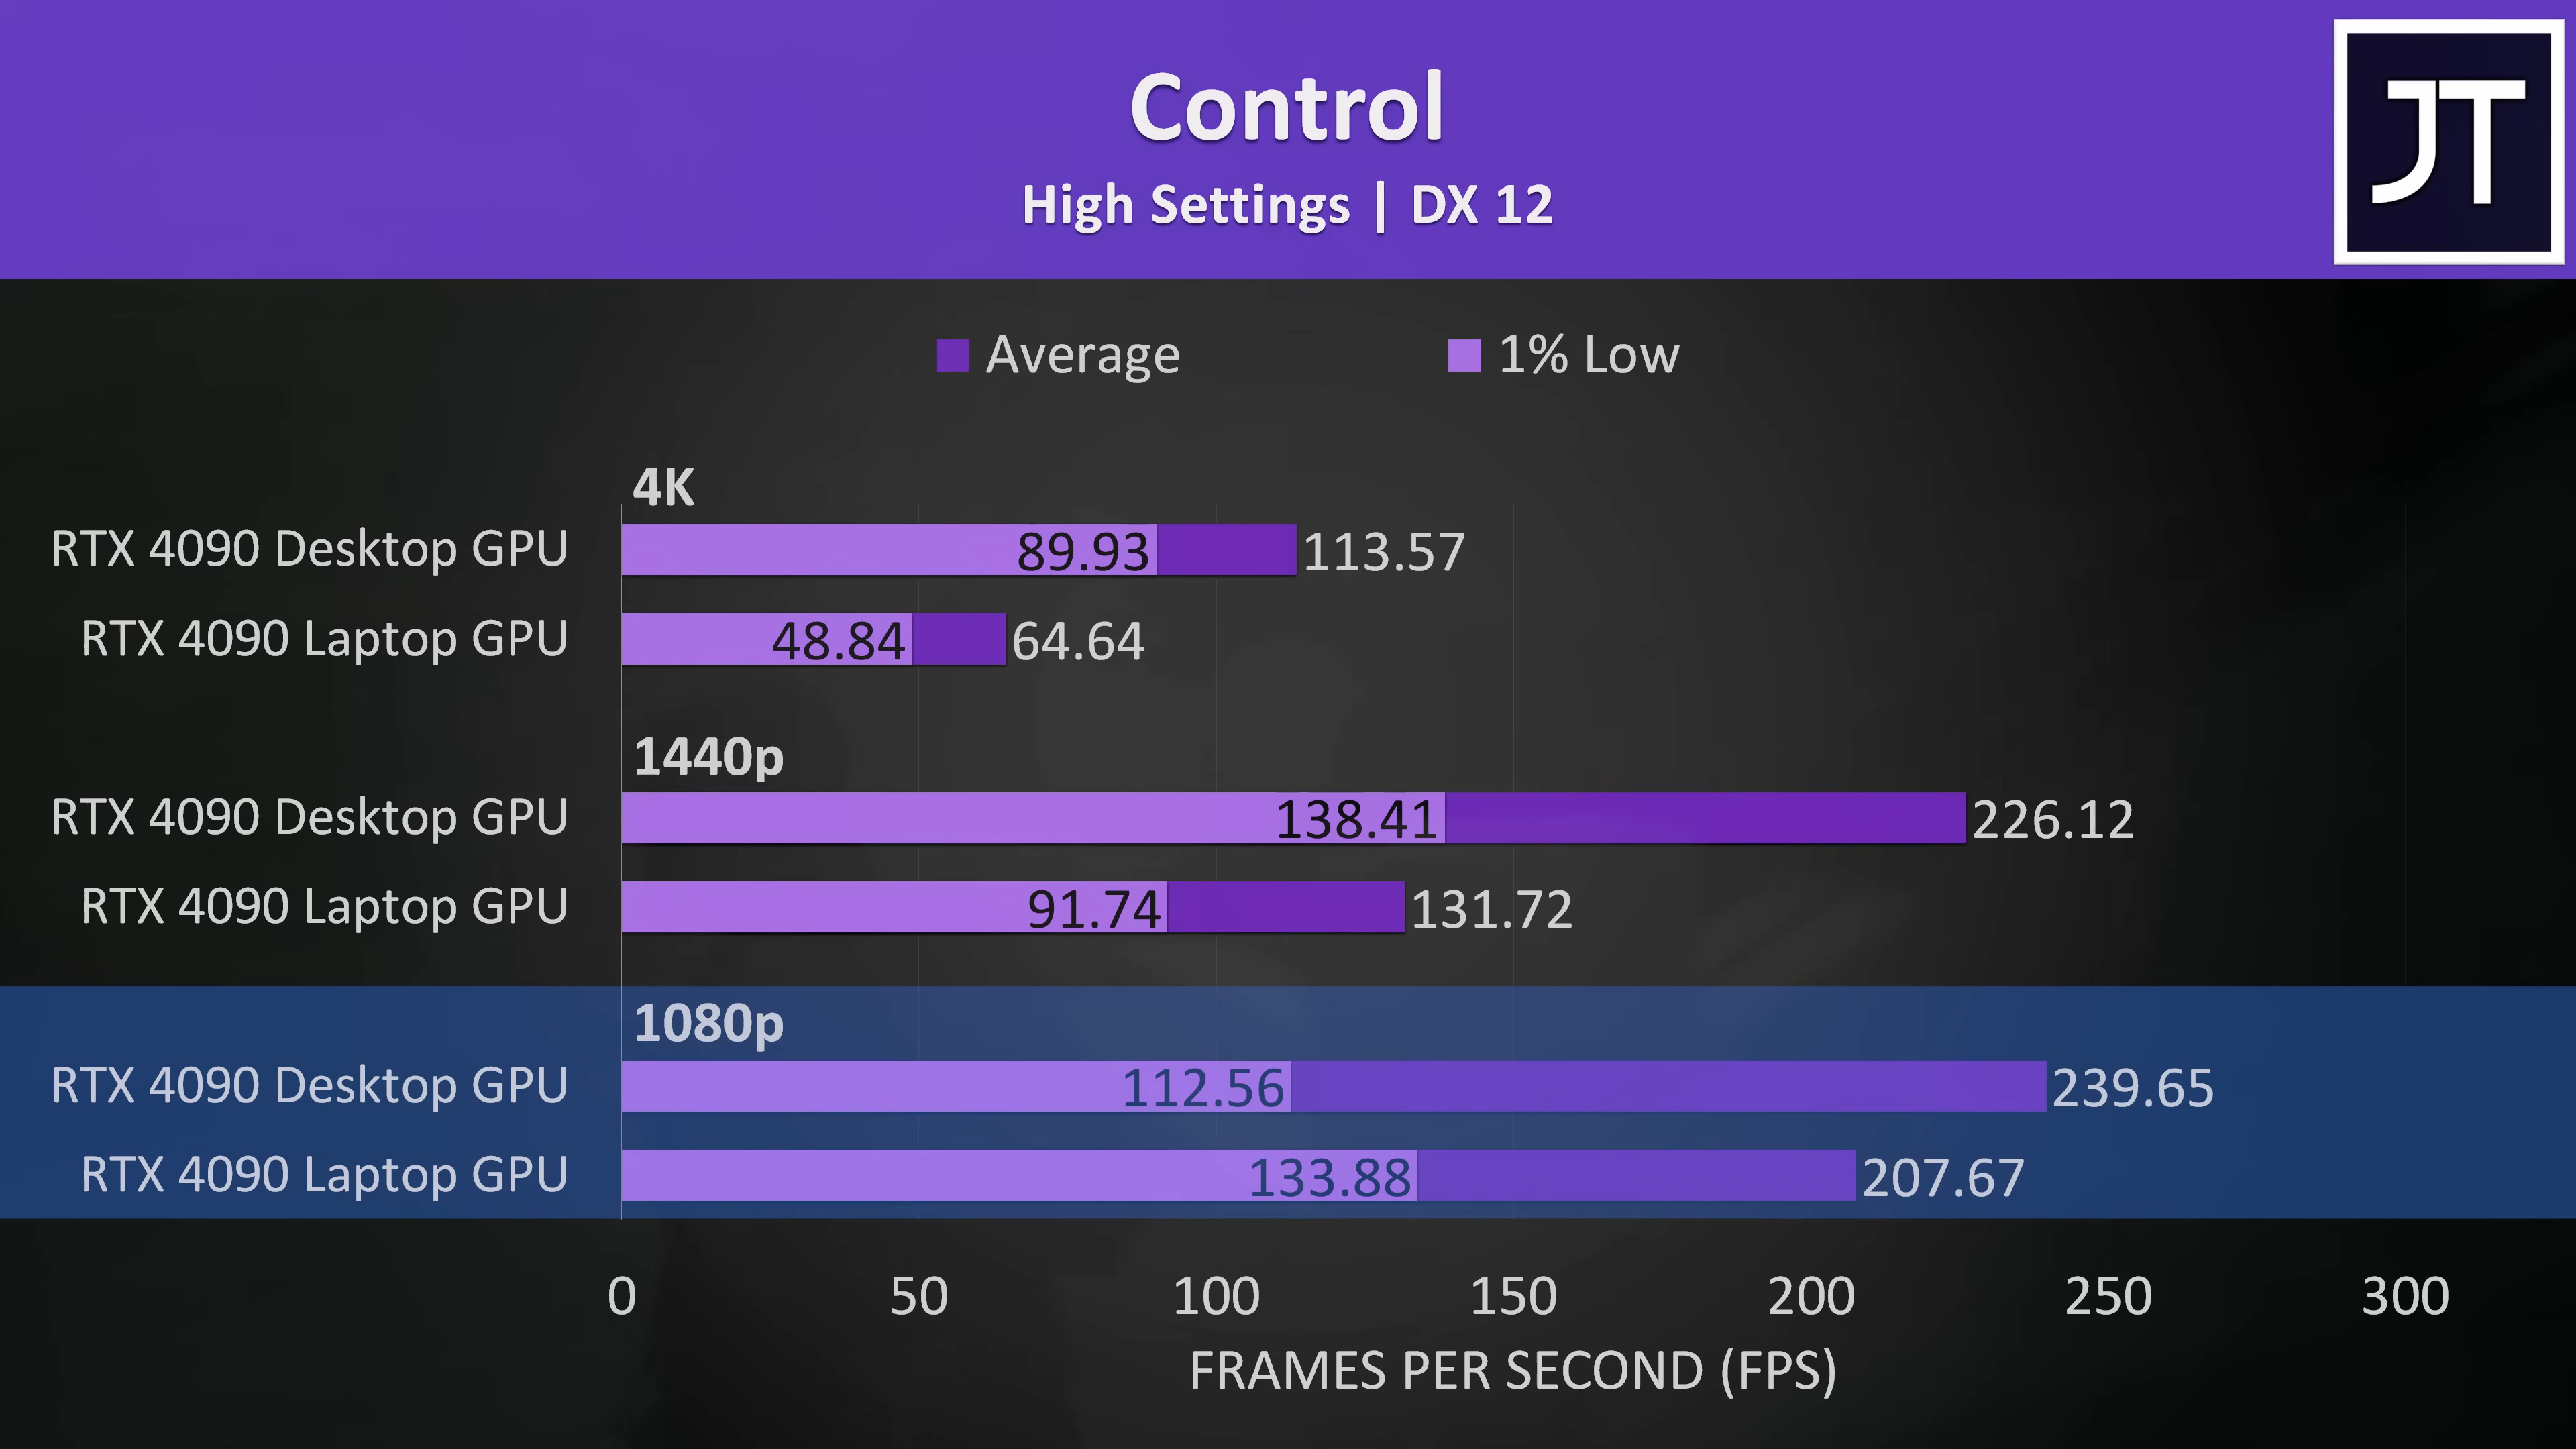 Control
High Settings | DX 12
JT
Average
1% Low
4K
RTX 4090 Desktop GPU 89.93 113.57
RTX 4090 Laptop GPU 48.84 64.64
1440p
RTX 4090 Desktop GPU 138.41 226.12
RTX 4090 Laptop GPU 91.74 131.72
1080p
RTX 4090 Desktop GPU 112.56 239.65
RTX 4090 Laptop GPU 133.88 207.67
0 50 100 150 200 250 300
FRAMES PER SECOND (FPS)